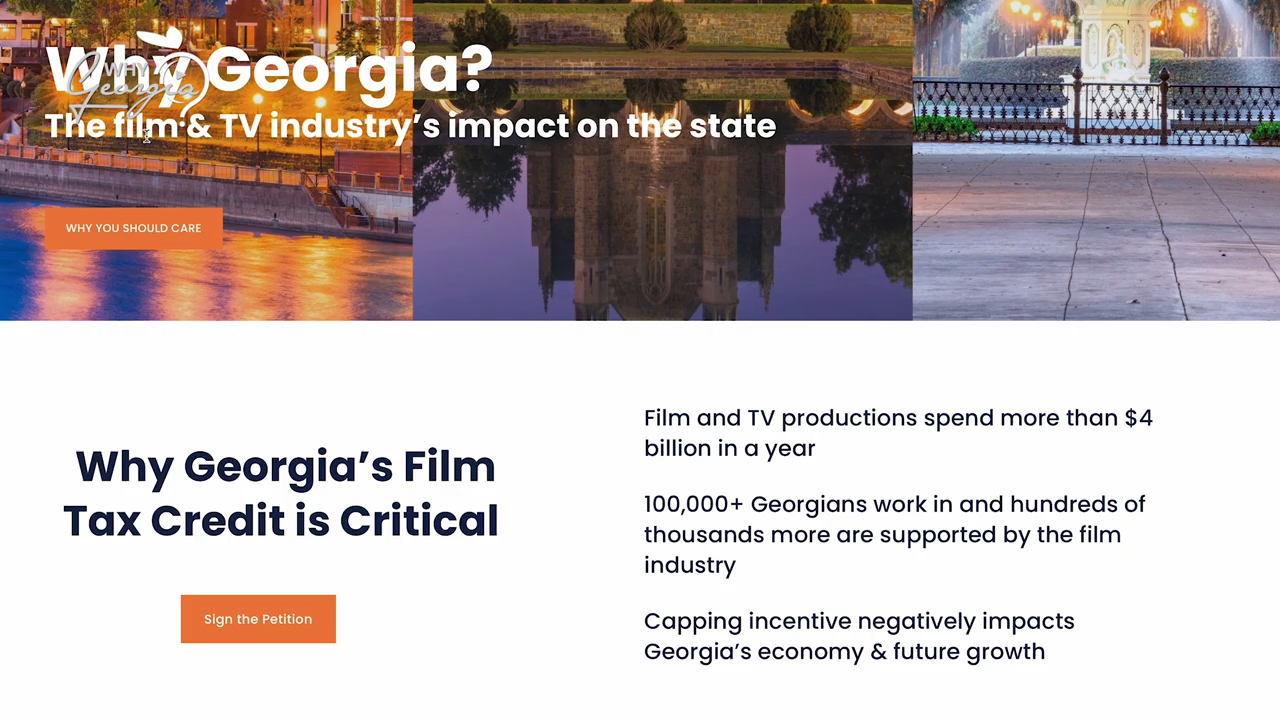 Why Georgia?
WHY
Georgia
The film & TV industry’s impact on the state
WHY YOU SHOULD CARE
Why Georgia’s Film
Tax Credit is Critical
Sign the Petition
Film and TV productions spend more than $4
billion in a year
100,000+ Georgians work in and hundreds of
thousands more are supported by the film
industry
Capping incentive negatively impacts
Georgia’s economy & future growth